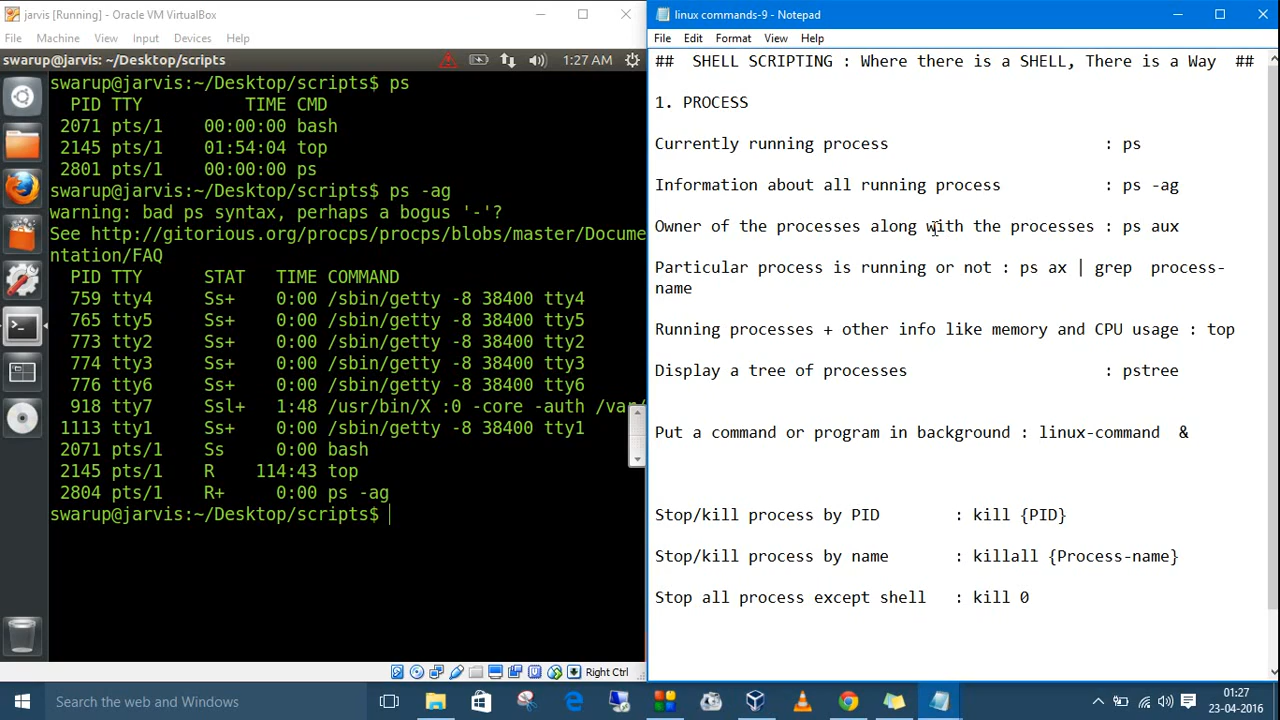 jarvis [Running] - Oracle VM VirtualBox
File Machine View Input Devices Help
swarup@jarvis: ~/Desktop/scripts 1:27 AM
swarup@jarvis:~/Desktop/scripts$ ps
PID TTY TIME CMD
2071 pts/1 00:00:00 bash
2145 pts/1 01:54:04 top
2801 pts/1 00:00:00 ps
swarup@jarvis:~/Desktop/scripts$ ps -ag
warning: bad ps syntax, perhaps a bogus '-'?
See http://gitorious.org/procps/procps/blobs/master/Docume
ntation/FAQ
PID TTY STAT TIME COMMAND
759 tty4 Ss+ 0:00 /sbin/getty -8 38400 tty4
765 tty5 Ss+ 0:00 /sbin/getty -8 38400 tty5
773 tty2 Ss+ 0:00 /sbin/getty -8 38400 tty2
774 tty3 Ss+ 0:00 /sbin/getty -8 38400 tty3
776 tty6 Ss+ 0:00 /sbin/getty -8 38400 tty6
918 tty7 Ssl+ 1:48 /usr/bin/X :0 -core -auth /var/
1113 tty1 Ss+ 0:00 /sbin/getty -8 38400 tty1
2071 pts/1 Ss 0:00 bash
2145 pts/1 R 114:43 top
2804 pts/1 R+ 0:00 ps -ag
swarup@jarvis:~/Desktop/scripts$
Right Ctrl
linux commands-9 - Notepad
File Edit Format View Help
## SHELL SCRIPTING : Where there is a SHELL, There is a Way ##
1. PROCESS
Currently running process : ps
Information about all running process : ps -ag
Owner of the processes along with the processes : ps aux
Particular process is running or not : ps ax | grep process-
name
Running processes + other info like memory and CPU usage : top
Display a tree of processes : pstree
Put a command or program in background : linux-command &
Stop/kill process by PID : kill {PID}
Stop/kill process by name : killall {Process-name}
Stop all process except shell : kill 0
Search the web and Windows
01:27
23-04-2016